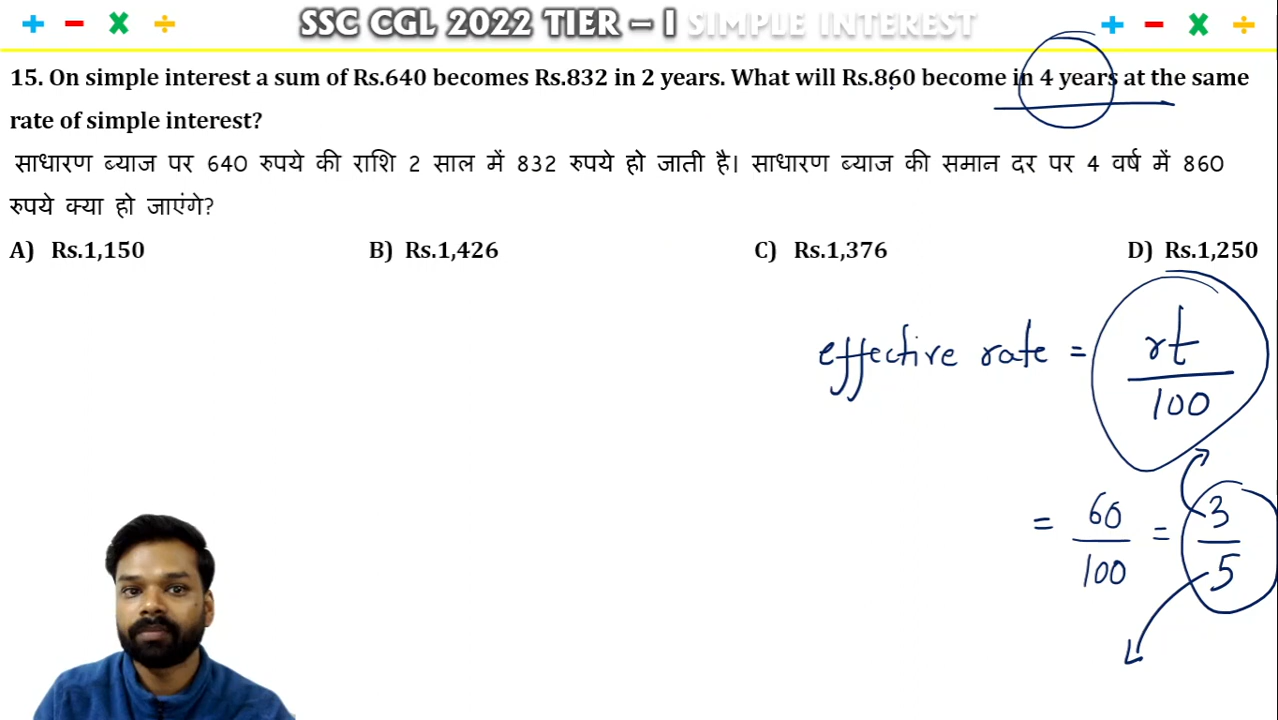 + − × ÷ SSC CGL 2022 TIER – I SIMPLE INTEREST + − × ÷
15. On simple interest a sum of Rs.640 becomes Rs.832 in 2 years. What will Rs.860 become in 4 years at the same
rate of simple interest?
साधारण ब्याज पर 640 रुपये की राशि 2 साल में 832 रुपये हो जाती है। साधारण ब्याज की समान दर पर 4 वर्ष में 860
रुपये क्या हो जाएंगे?
A) Rs.1,150 B) Rs.1,426 C) Rs.1,376 D) Rs.1,250
effective rate = rt/100
= 60/100 = 3/5